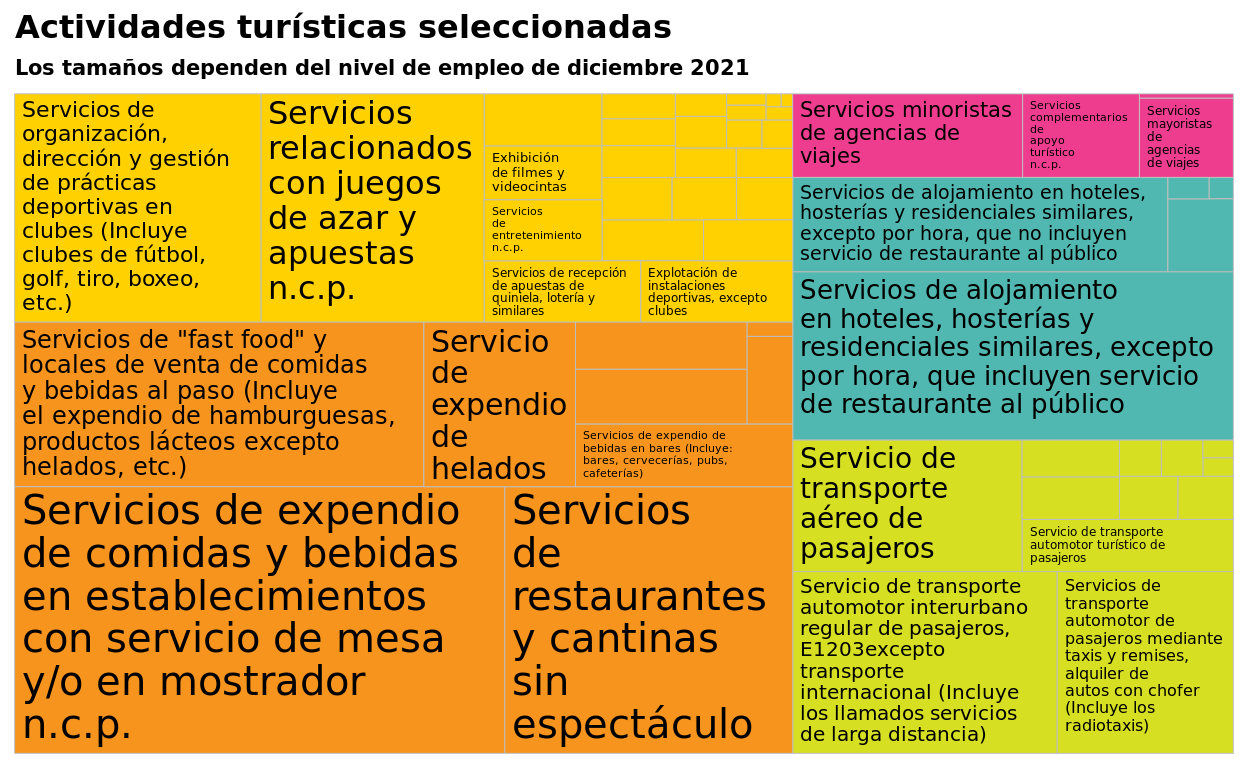 Actividades turísticas seleccionadas
Los tamaños dependen del nivel de empleo de diciembre 2021
Servicios de
organización,
dirección y gestión
de prácticas
deportivas en
clubes (Incluye
clubes de fútbol,
golf, tiro, boxeo,
etc.)
Servicios
relacionados
con juegos
de azar y
apuestas
n.c.p.
Exhibición
de filmes y
videocintas
Servicios
de
entretenimiento
n.c.p.
Servicios de recepción
de apuestas de
quiniela, lotería y
similares
Explotación de
instalaciones
deportivas, excepto
clubes
Servicios de "fast food" y
locales de venta de comidas
y bebidas al paso (Incluye
el expendio de hamburguesas,
productos lácteos excepto
helados, etc.)
Servicio
de
expendio
de
helados
Servicios de expendio de
bebidas en bares (Incluye:
bares, cervecerías, pubs,
cafeterías)
Servicios de expendio
de comidas y bebidas
en establecimientos
con servicio de mesa
y/o en mostrador
n.c.p.
Servicios
de
restaurantes
y cantinas
sin
espectáculo
Servicios minoristas
de agencias de
viajes
Servicios
complementarios
de
apoyo
turístico
n.c.p.
Servicios
mayoristas
de
agencias
de viajes
Servicios de alojamiento en hoteles,
hosterías y residenciales similares,
excepto por hora, que no incluyen
servicio de restaurante al público
Servicios de alojamiento
en hoteles, hosterías y
residenciales similares, excepto
por hora, que incluyen servicio
de restaurante al público
Servicio de
transporte
aéreo de
pasajeros
Servicio de transporte
automotor turístico de
pasajeros
Servicio de transporte
automotor interurbano
regular de pasajeros,
E1203excepto
transporte
internacional (Incluye
los llamados servicios
de larga distancia)
Servicios de
transporte
automotor de
pasajeros mediante
taxis y remises,
alquiler de
autos con chofer
(Incluye los
radiotaxis)